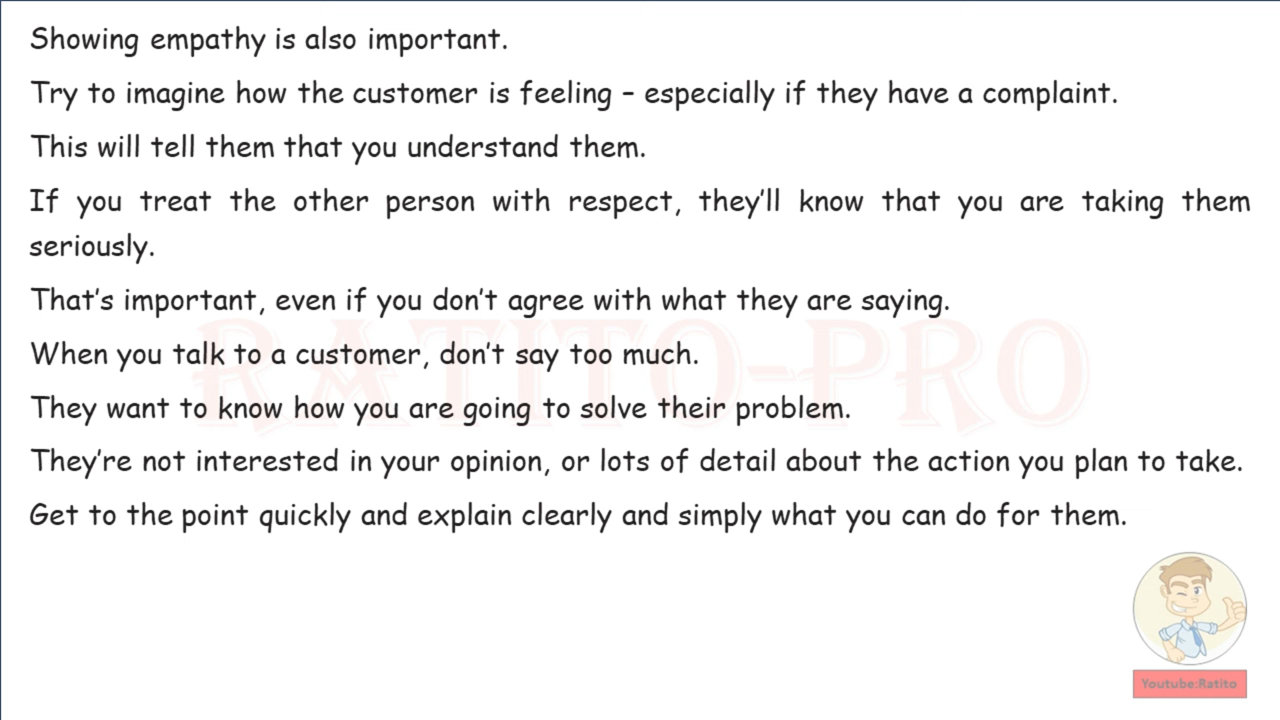 Showing empathy is also important.
Try to imagine how the customer is feeling – especially if they have a complaint.
This will tell them that you understand them.
If you treat the other person with respect, they'll know that you are taking them
seriously.
That's important, even if you don't agree with what they are saying.
When you talk to a customer, don't say too much.
They want to know how you are going to solve their problem.
They're not interested in your opinion, or lots of detail about the action you plan to take.
Get to the point quickly and explain clearly and simply what you can do for them.
RATITO-PRO
Youtube:Ratito